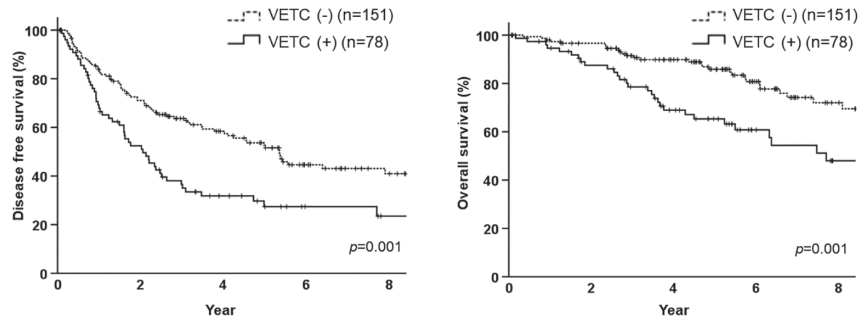 VETC (-) (n=151)
VETC (+) (n=78)
Disease free survival (%)
100
80
60
40
20
0
p=0.001
0 2 4 6 8
Year
VETC (-) (n=151)
VETC (+) (n=78)
Overall survival (%)
100
80
60
40
20
0
p=0.001
0 2 4 6 8
Year